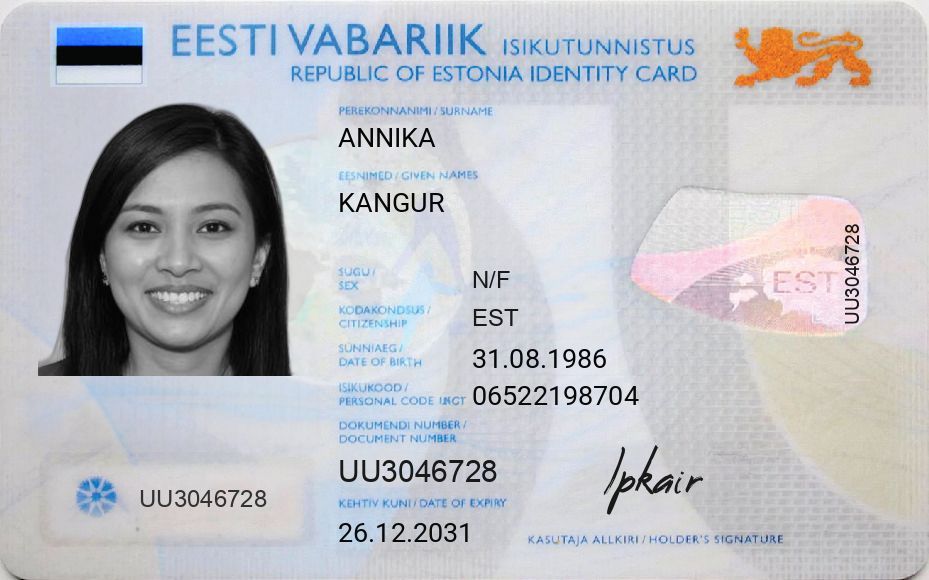 EESTI VABARIIK ISIKUTUNNISTUS
REPUBLIC OF ESTONIA IDENTITY CARD
PEREKONNANIMI / SURNAME
ANNIKA
EESNIMED / GIVEN NAMES
KANGUR
SUGU /
SEX
N/F
KODAKONDSUS /
CITIZENSHIP
EST
SÜNNIAEG /
DATE OF BIRTH
31.08.1986
ISIKUKOOD /
PERSONAL CODE
06522198704
DOKUMENDI NUMBER /
DOCUMENT NUMBER
UU3046728
KEHTIV KUNI / DATE OF EXPIRY
26.12.2031
UU3046728
EST
UU3046728
KASUTAJA ALLKIRI / HOLDER'S SIGNATURE